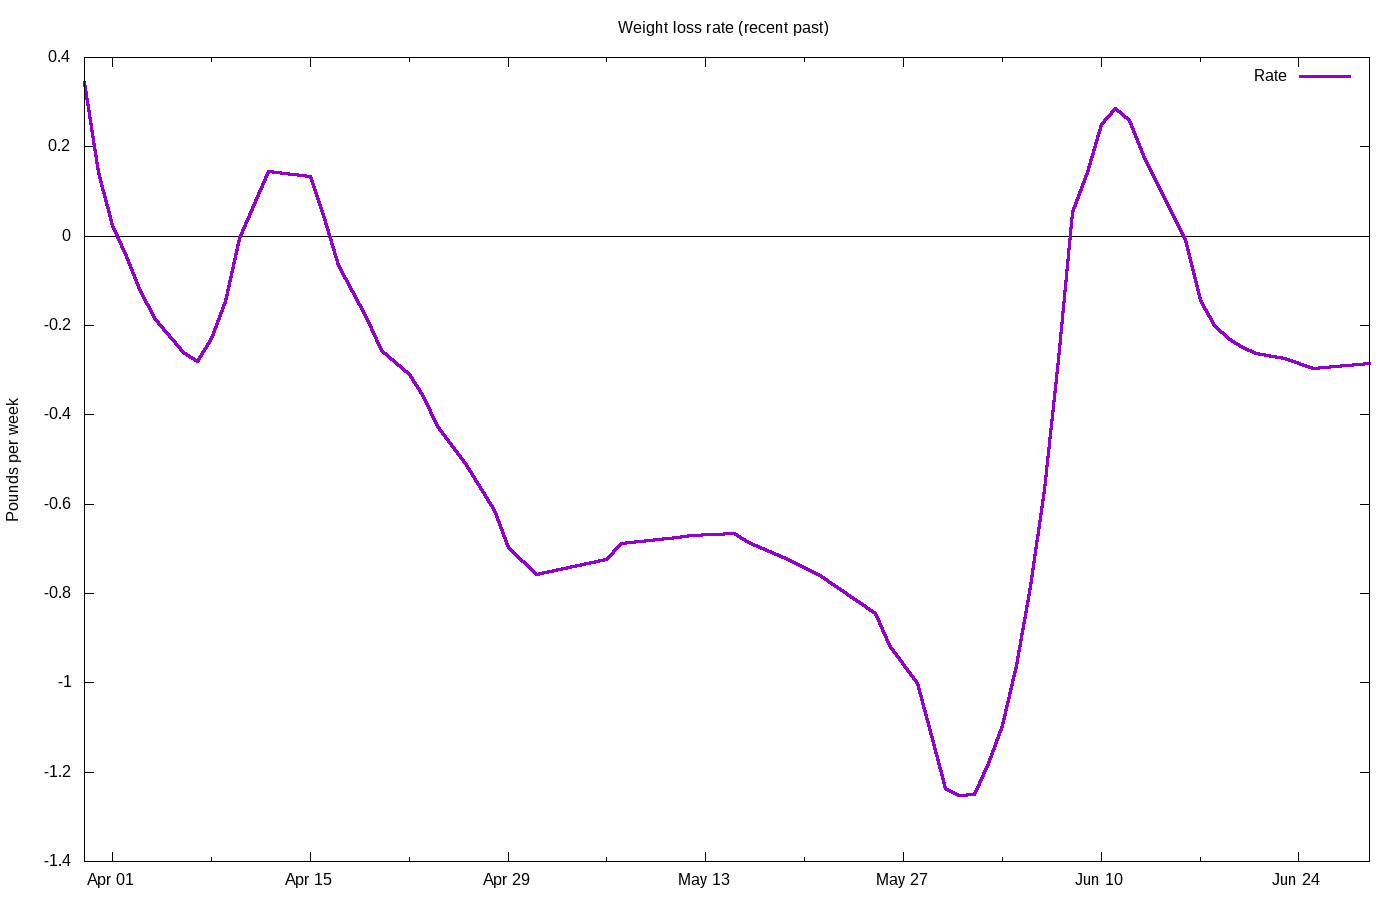 Weight loss rate (recent past)
Rate
0.4
0.2
0
-0.2
-0.4
-0.6
-0.8
-1
-1.2
-1.4
Pounds per week
Apr 01
Apr 15
Apr 29
May 13
May 27
Jun 10
Jun 24